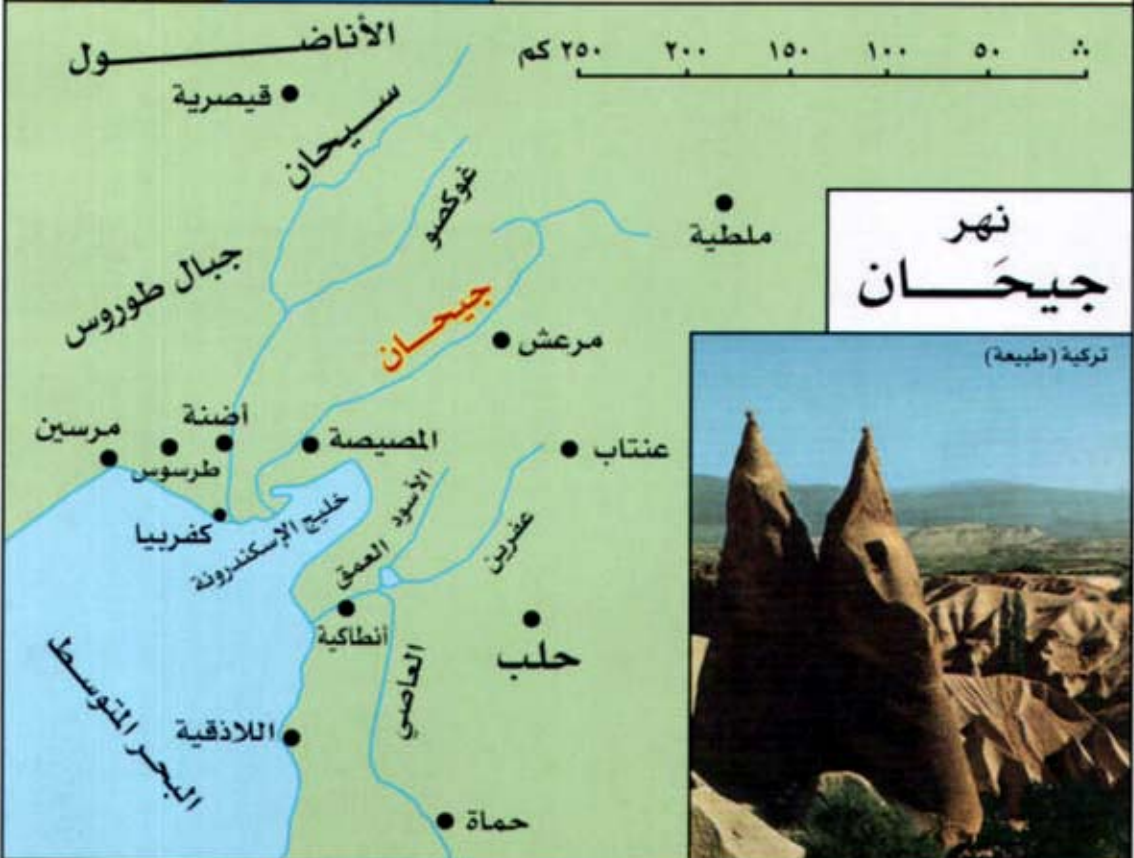 الأناضول
٠ ٥٠ ١٠٠ ١٥٠ ٢٠٠ ٢٥٠ كم
قيصرية
سيحان
غوكصو
ملطية
نهر
جيحَان
جبال طوروس
جيحان
مرعش
تركية (طبيعة)
أضنة
مرسين
طرسوس
المصيصة
عنتاب
كفربيا
خليج الإسكندرونة
الأسود
العمق
عفرين
أنطاكية
حلب
العاصي
البحر المتوسط
اللاذقية
حماة